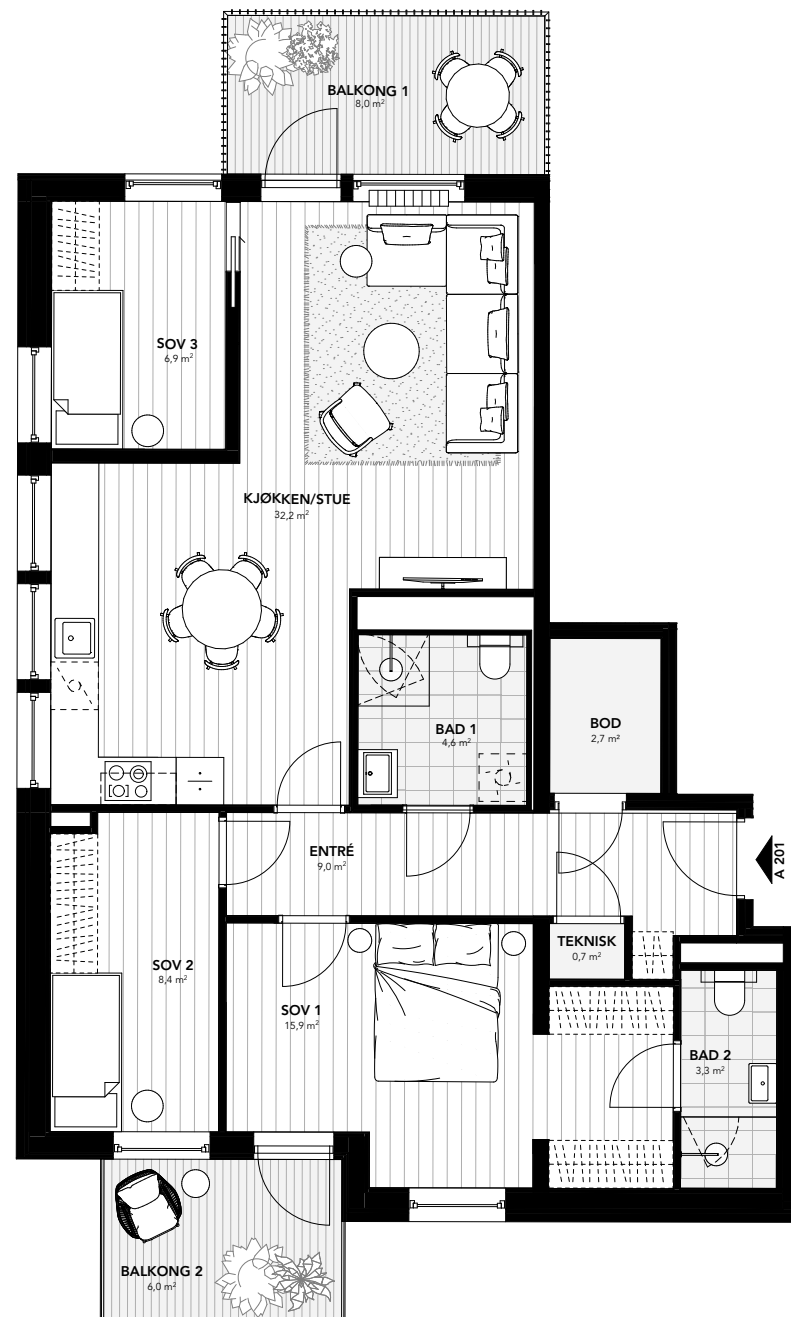 BALKONG 1
8,0 m²
SOV 3
6,9 m²
KJØKKEN/STUE
32,2 m²
BAD 1
4,6 m²
BOD
2,7 m²
ENTRÉ
9,0 m²
A 201
SOV 2
8,4 m²
TEKNISK
0,7 m²
SOV 1
15,9 m²
BAD 2
3,3 m²
BALKONG 2
6,0 m²